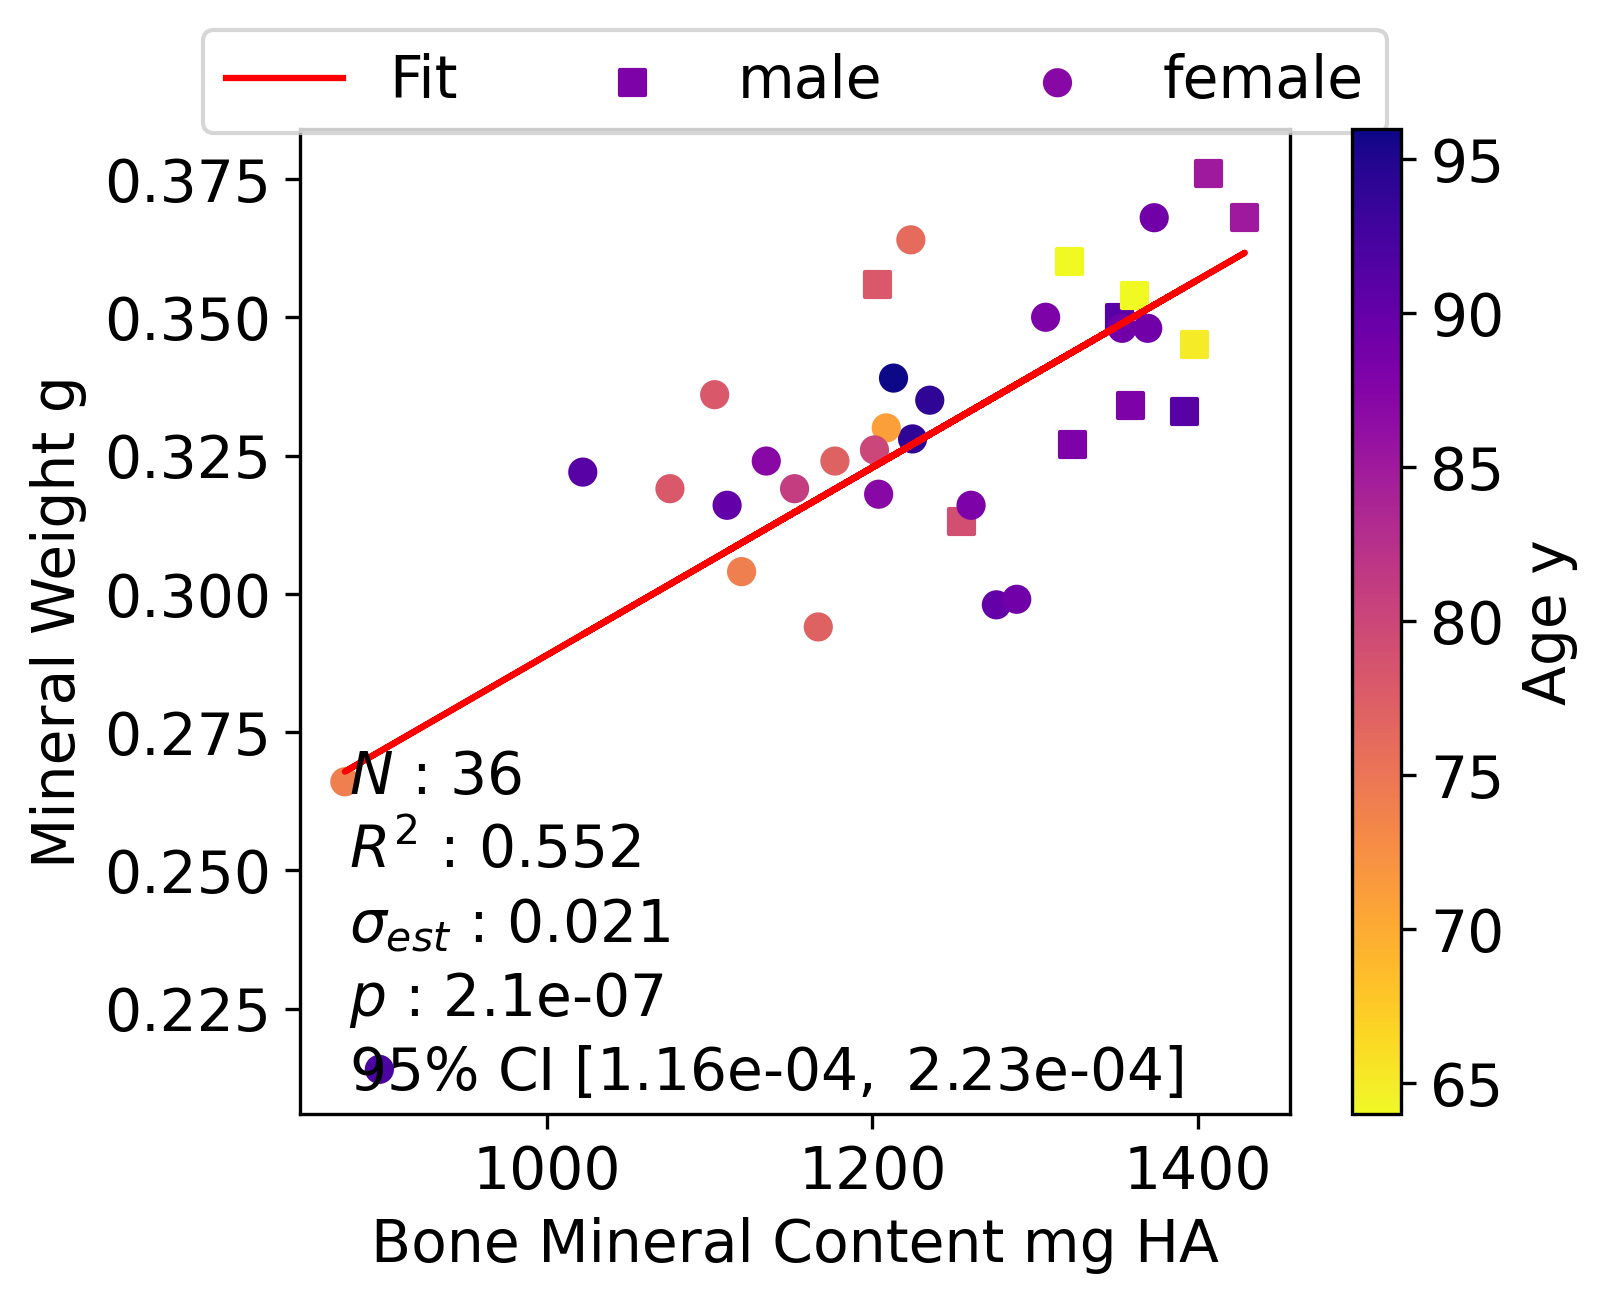 Fit male female
0.375
0.350
0.325
0.300
0.275
0.250
0.225
Mineral Weight g
N : 36
R² : 0.552
σ_est : 0.021
p : 2.1e-07
95% CI [1.16e-04, 2.23e-04]
1000 1200 1400
Bone Mineral Content mg HA
95
90
85
80
75
70
65
Age y